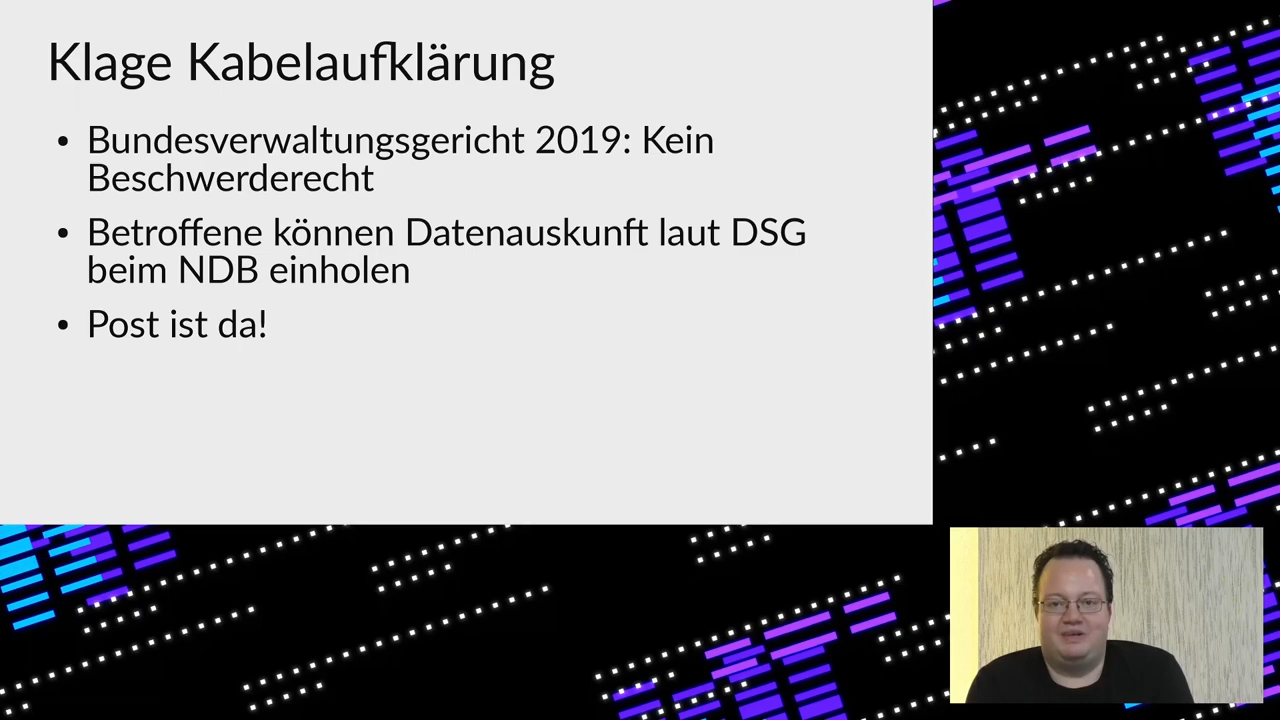 Klage Kabelaufklärung
• Bundesverwaltungsgericht 2019: Kein
Beschwerderecht
• Betroffene können Datenauskunft laut DSG
beim NDB einholen
• Post ist da!